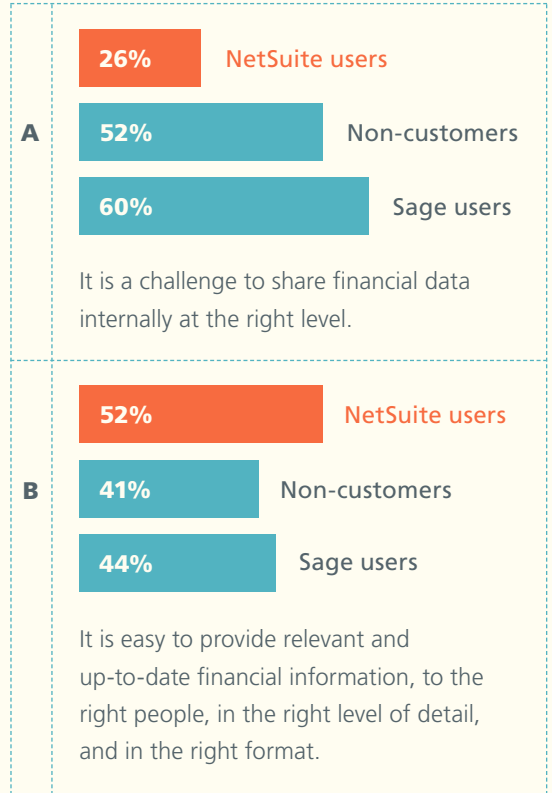 26% NetSuite users
A 52% Non-customers
60% Sage users
It is a challenge to share financial data
internally at the right level.
52% NetSuite users
41% Non-customers
B 44% Sage users
It is easy to provide relevant and
up-to-date financial information, to the
right people, in the right level of detail,
and in the right format.